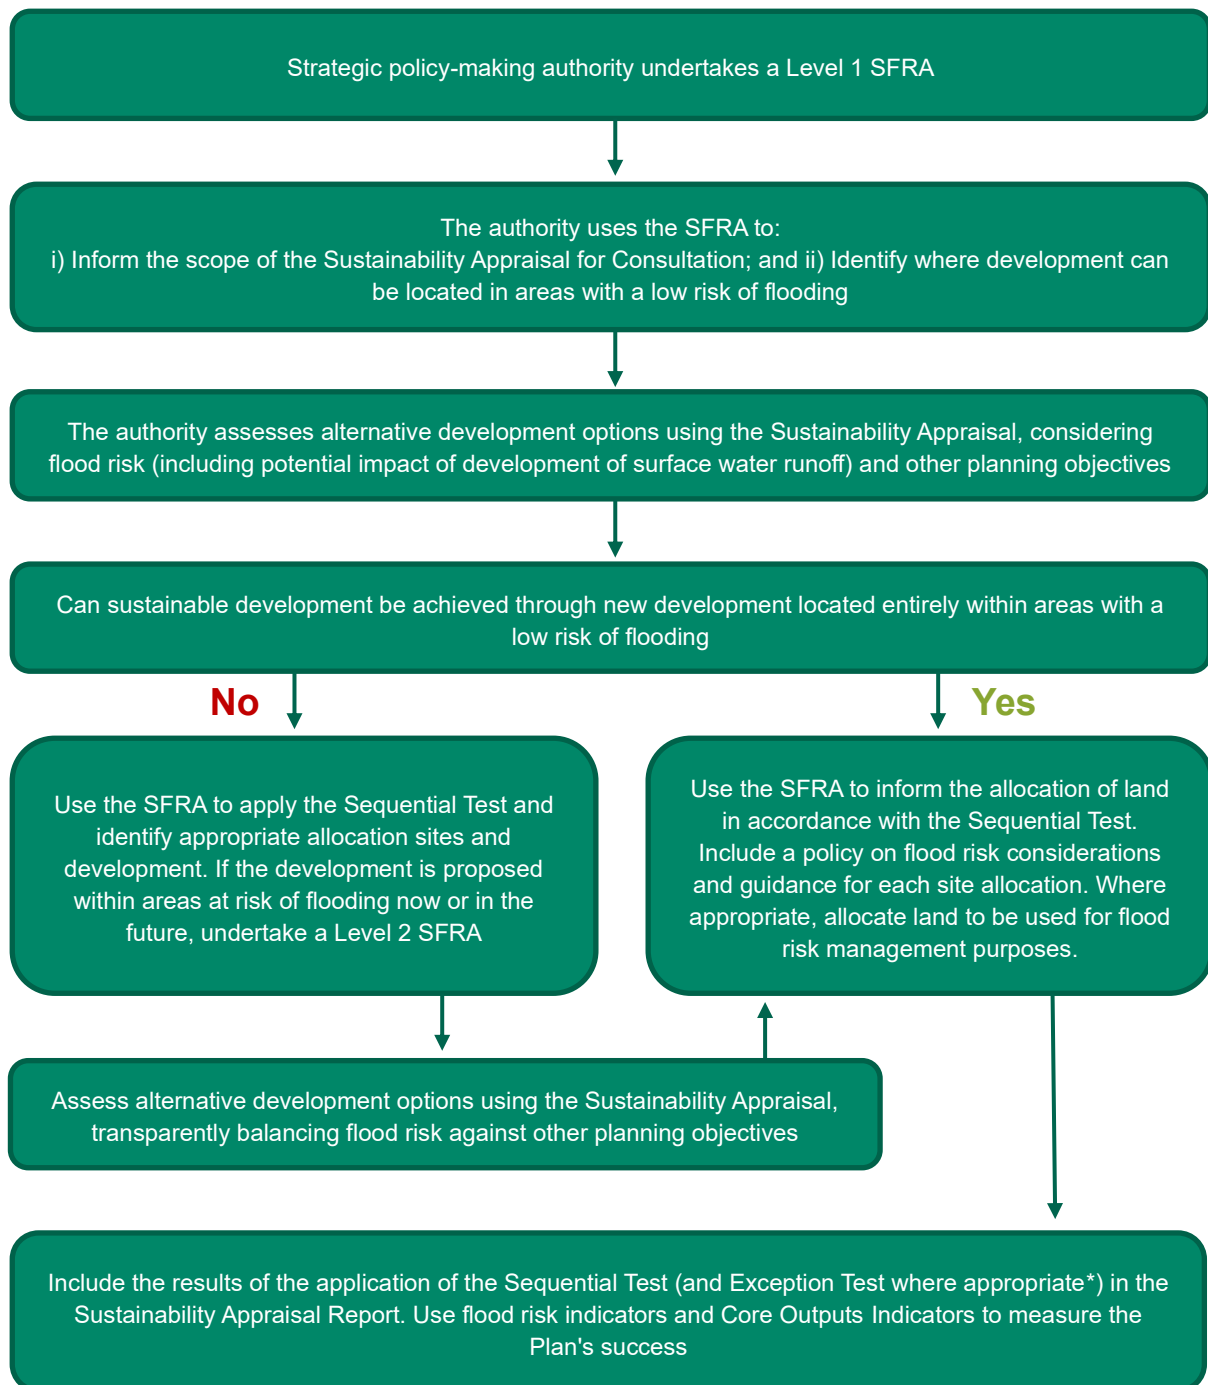 Strategic policy-making authority undertakes a Level 1 SFRA
The authority uses the SFRA to:
i) Inform the scope of the Sustainability Appraisal for Consultation; and ii) Identify where development can
be located in areas with a low risk of flooding
The authority assesses alternative development options using the Sustainability Appraisal, considering
flood risk (including potential impact of development of surface water runoff) and other planning objectives
Can sustainable development be achieved through new development located entirely within areas with a
low risk of flooding
No
Yes
Use the SFRA to apply the Sequential Test and
identify appropriate allocation sites and
development. If the development is proposed
within areas at risk of flooding now or in the
future, undertake a Level 2 SFRA
Use the SFRA to inform the allocation of land
in accordance with the Sequential Test.
Include a policy on flood risk considerations
and guidance for each site allocation. Where
appropriate, allocate land to be used for flood
risk management purposes.
Assess alternative development options using the Sustainability Appraisal,
transparently balancing flood risk against other planning objectives
Include the results of the application of the Sequential Test (and Exception Test where appropriate*) in the
Sustainability Appraisal Report. Use flood risk indicators and Core Outputs Indicators to measure the
Plan's success